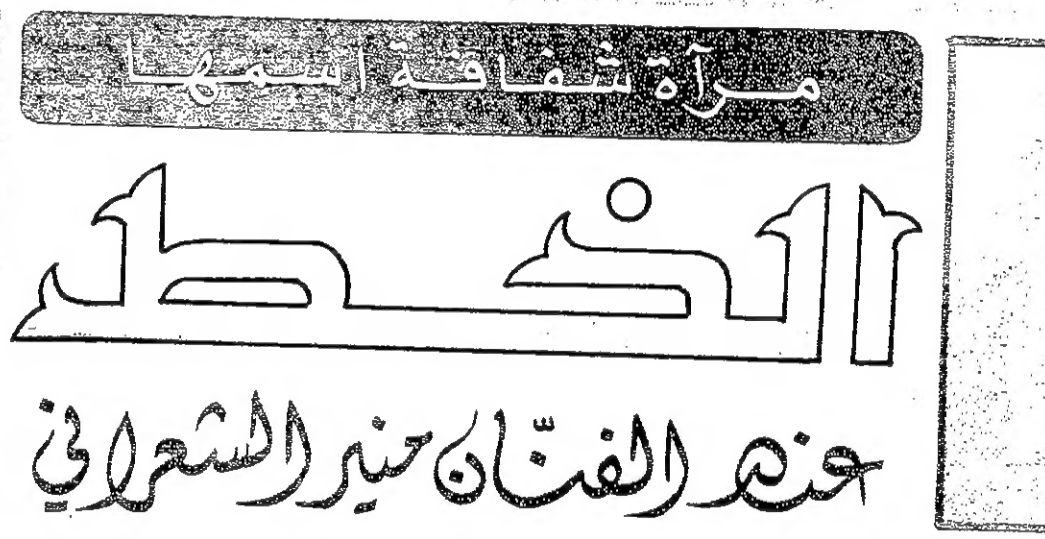 مرآة شفافة اسمها
الخط
عند الفنّان منير الشعراني